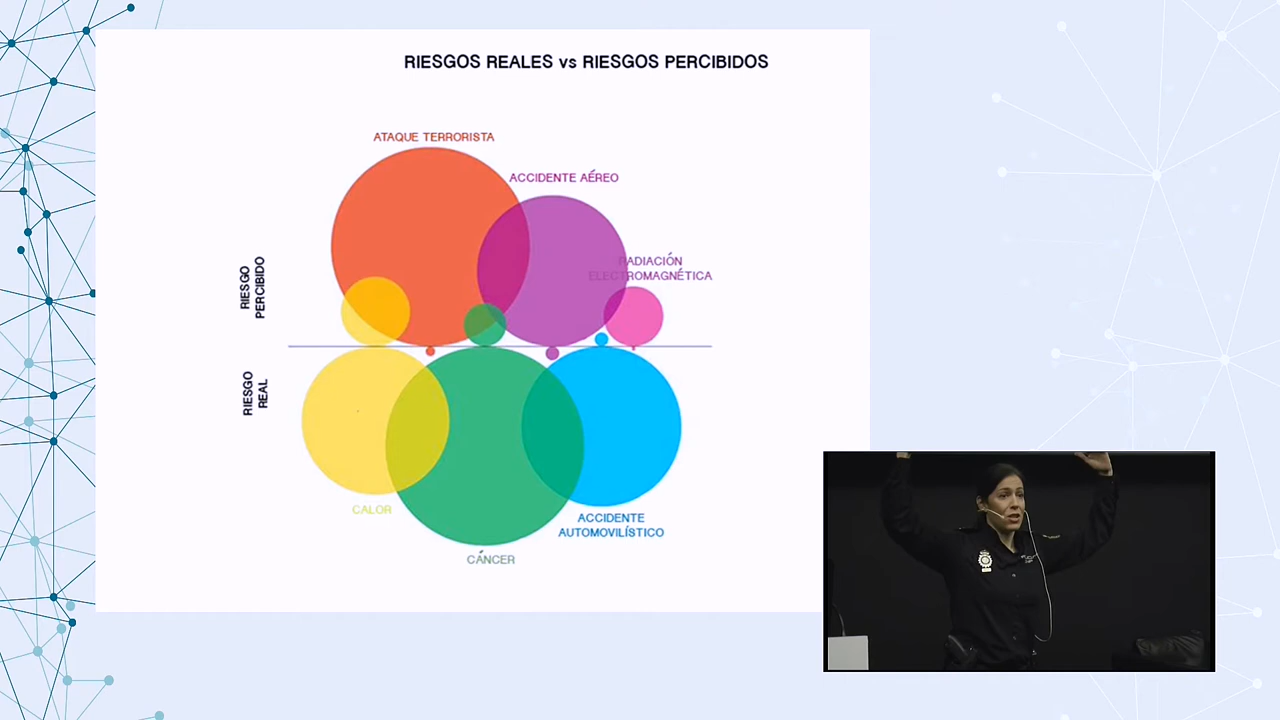 RIESGOS REALES vs RIESGOS PERCIBIDOS
ATAQUE TERRORISTA
ACCIDENTE AÉREO
RADIACIÓN
ELECTROMAGNÉTICA
RIESGO
PERCIBIDO
RIESGO
REAL
CALOR
ACCIDENTE
AUTOMOVILÍSTICO
CÁNCER